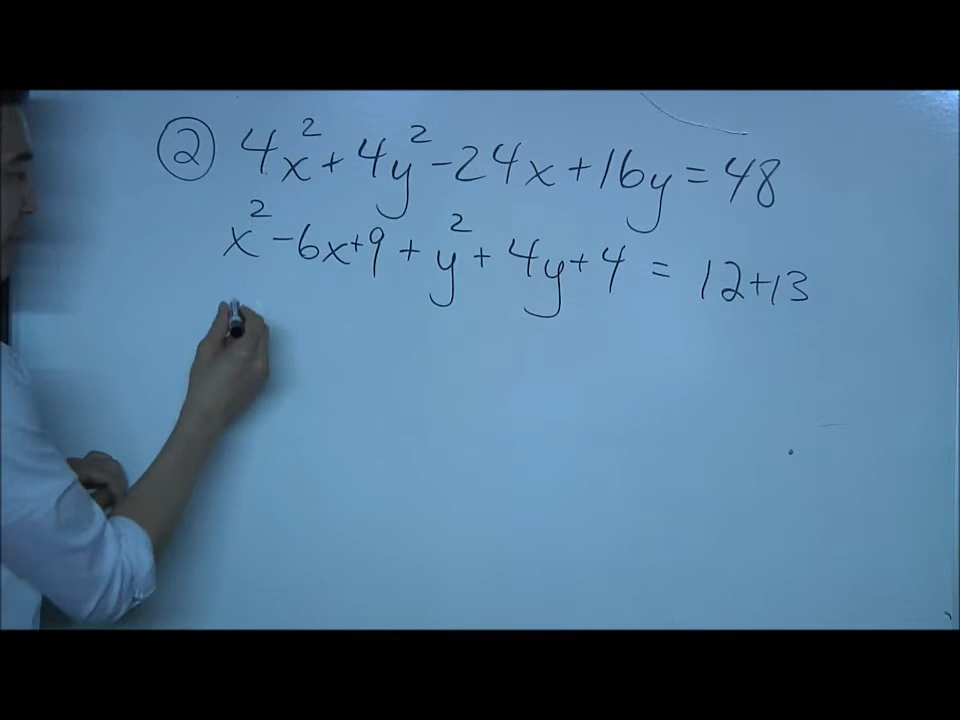 ② 4x² + 4y² - 24x + 16y = 48
x² - 6x + 9 + y² + 4y + 4 = 12 + 13